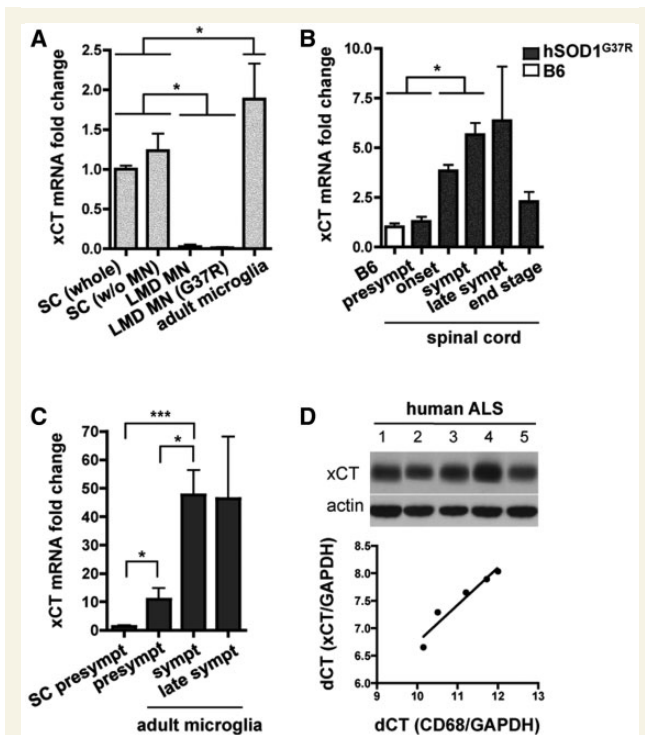 A
*
*
xCT mRNA fold change
2.5
2.0
1.5
1.0
0.5
0.0
SC (whole)
SC (w/o MN)
LMD MN
LMD MN (G37R)
adult microglia
B
hSOD1G37R
B6
*
xCT mRNA fold change
10.0
7.5
5.0
2.5
0.0
B6
presympt
onset
sympt
late sympt
end stage
spinal cord
C
***
*
*
xCT mRNA fold change
70
60
50
40
30
20
10
0
SC presympt
presympt
sympt
late sympt
adult microglia
D
human ALS
1 2 3 4 5
xCT
actin
dCT (xCT/GAPDH)
8.5
8.0
7.5
7.0
6.5
6.0
9 10 11 12 13
dCT (CD68/GAPDH)